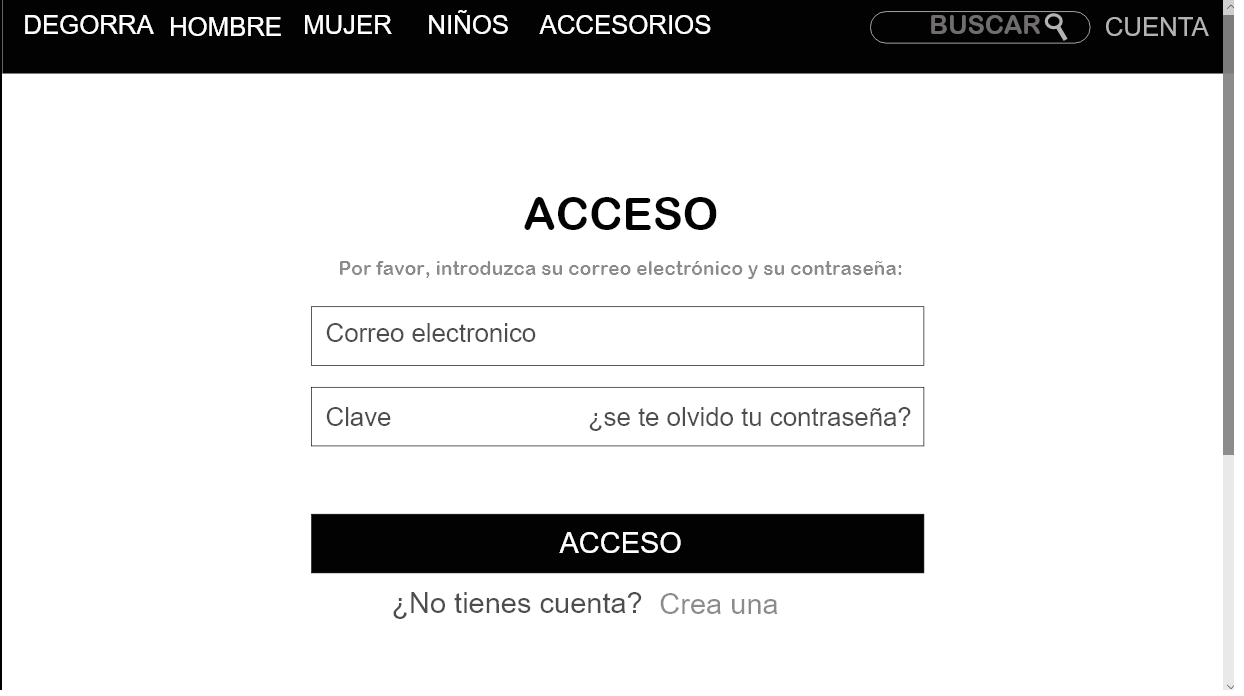 DEGORRA HOMBRE MUJER NIÑOS ACCESORIOS BUSCAR CUENTA
ACCESO
Por favor, introduzca su correo electrónico y su contraseña:
Correo electronico
Clave ¿se te olvido tu contraseña?
ACCESO
¿No tienes cuenta? Crea una